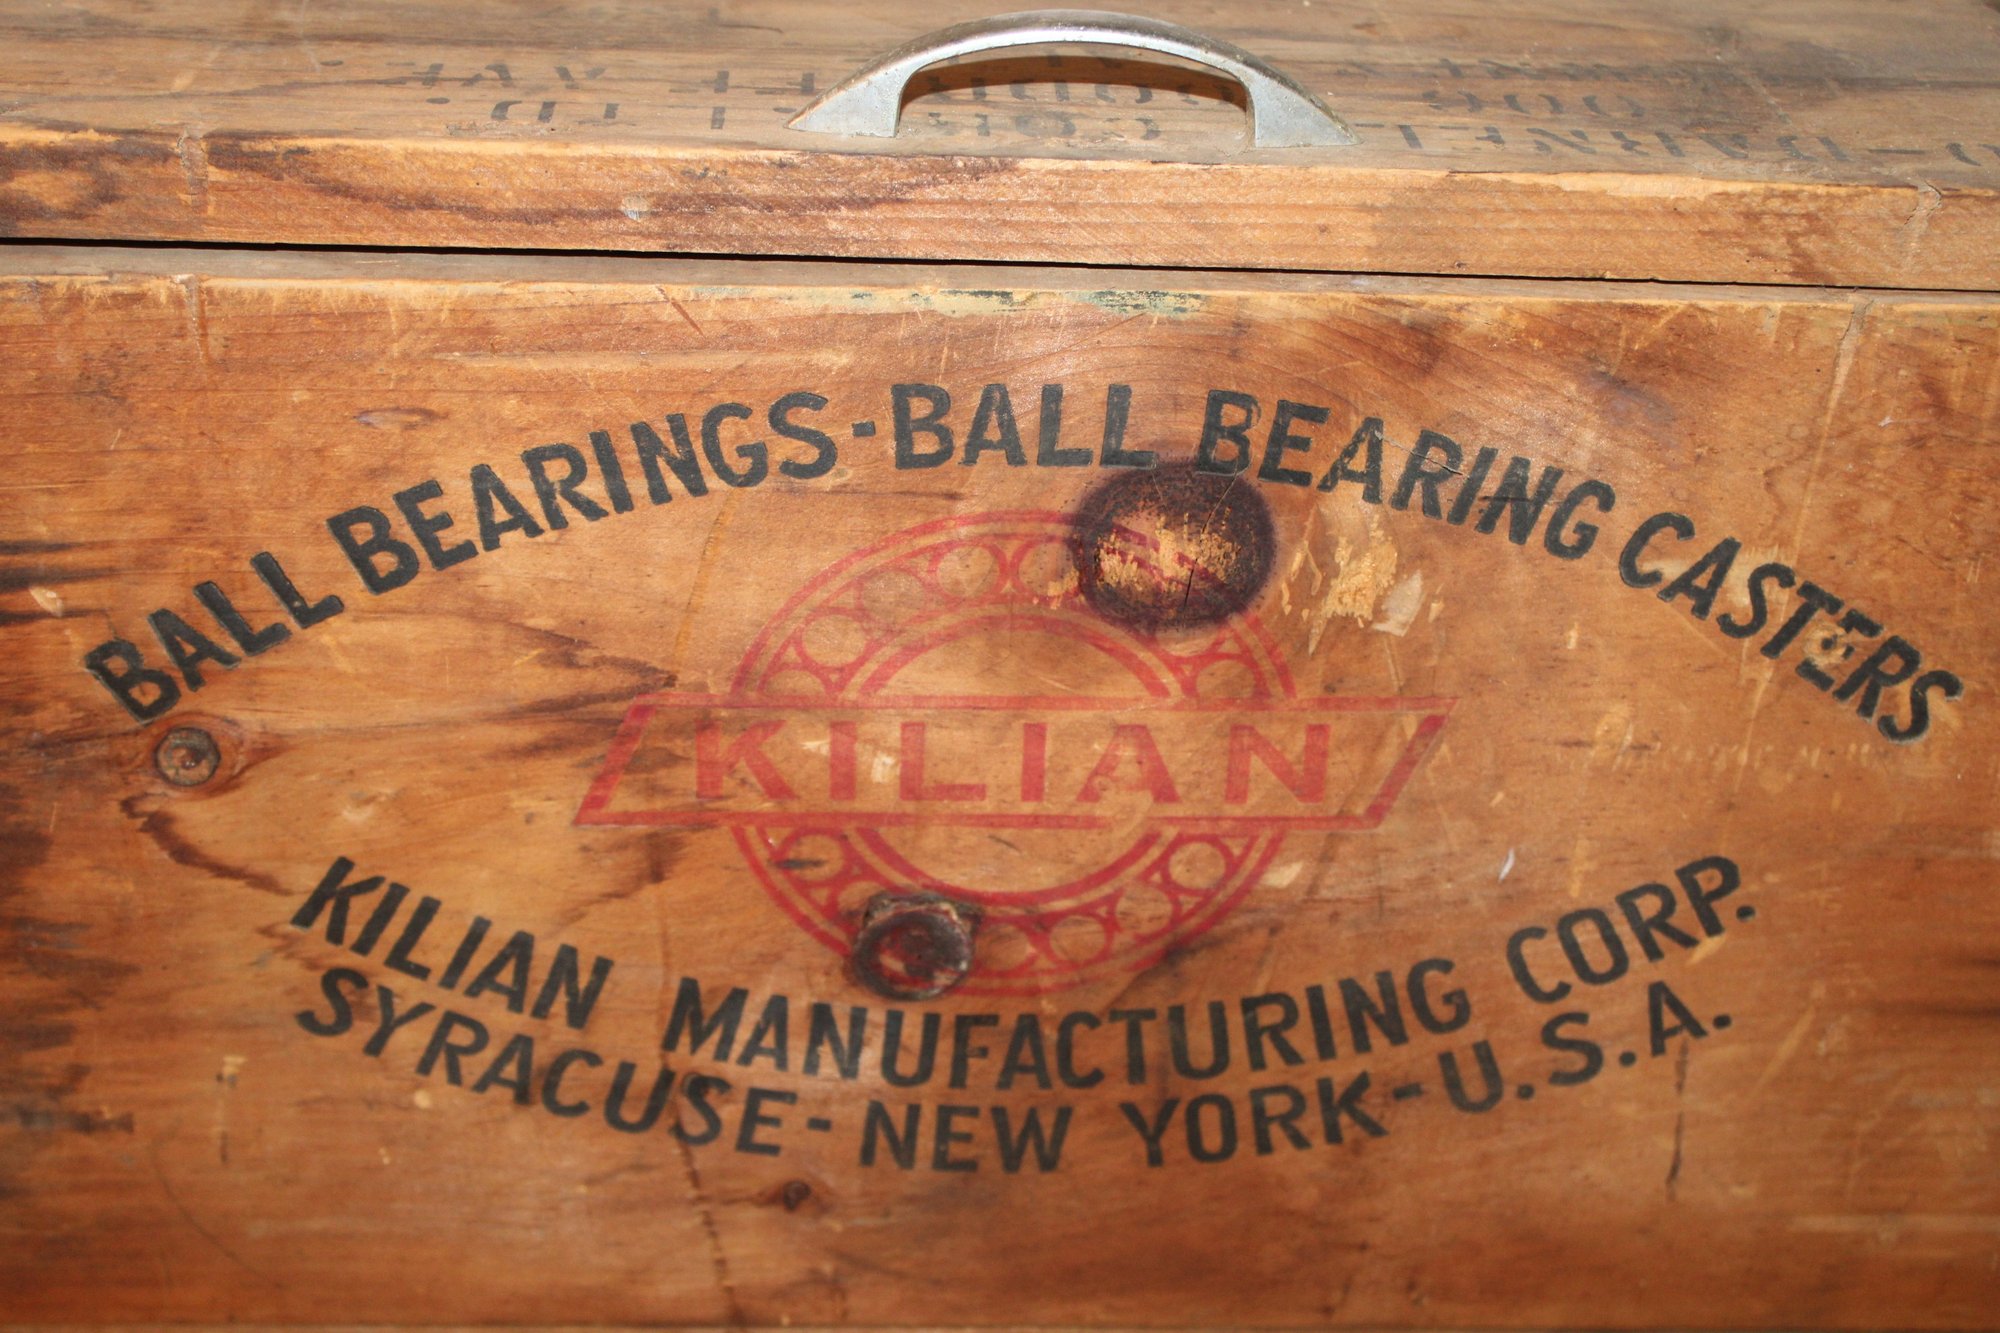 BALL BEARINGS-BALL BEARING CASTERS
KILIAN
KILIAN MANUFACTURING CORP.
SYRACUSE-NEW YORK-U.S.A.